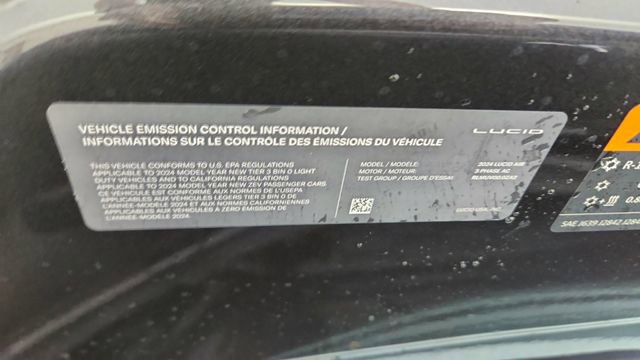 VEHICLE EMISSION CONTROL INFORMATION /
INFORMATIONS SUR LE CONTRÔLE DES ÉMISSIONS DU VÉHICULE
LUCID
THIS VEHICLE CONFORMS TO U.S. EPA REGULATIONS
APPLICABLE TO 2024 MODEL YEAR NEW TIER 3 BIN 0 LIGHT
DUTY VEHICLES AND TO CALIFORNIA REGULATIONS
APPLICABLE TO 2024 MODEL YEAR NEW ZEV PASSENGER CARS
CE VÉHICULE EST CONFORME AUX NORMES DE L'USEPA
APPLICABLES AUX VÉHICULES LÉGERS TIER 3 BIN 0 DE
L'ANNÉE-MODÈLE 2024 ET AUX NORMES CALIFORNIENNES
APPLICABLES AUX VÉHICULES À ZÉRO ÉMISSION DE
L'ANNÉE-MODÈLE 2024.
MODEL / MODÈLE: 2024 LUCID AIR
MOTOR / MOTEUR: 3 PHASE AC
TEST GROUP / GROUPE D'ESSAI:
SAE J639 J2842